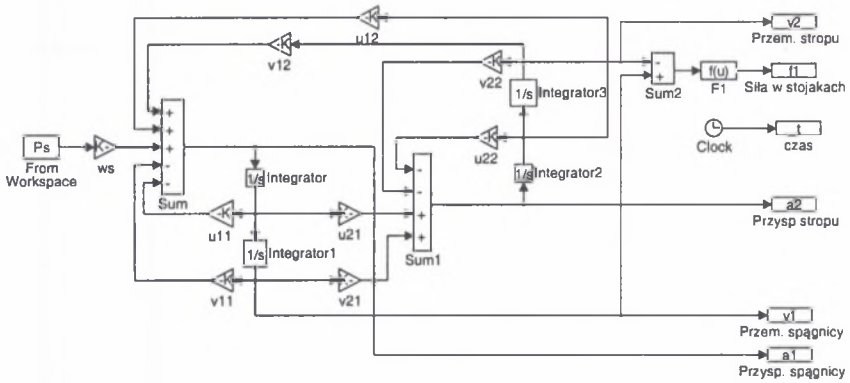 -K
u12
v2
Przem. stropu
-K
v12
-K
v22
-
+
Sum2
f(u)
F1
f1
Siła w stojakach
1/s
Integrator3
+
+
+
-
-
Sum
Ps
From
Workspace
K-
ws
-K
u22
Clock
t
czas
1/s
Integrator
1/s
Integrator2
-
-
+
+
Sum1
a2
Przysp stropu
-K
u11
u21
1/s
Integrator1
-K
v11
v21
v1
Przem. spągnicy
a1
Przysp. spągnicy